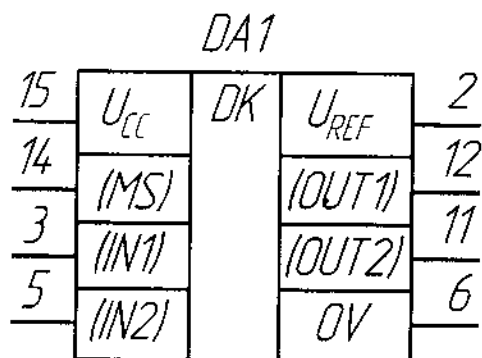 DA1
15 U_CC DK U_REF 2
14 (MS) (OUT1) 12
3 (IN1) (OUT2) 11
5 (IN2) 0V 6